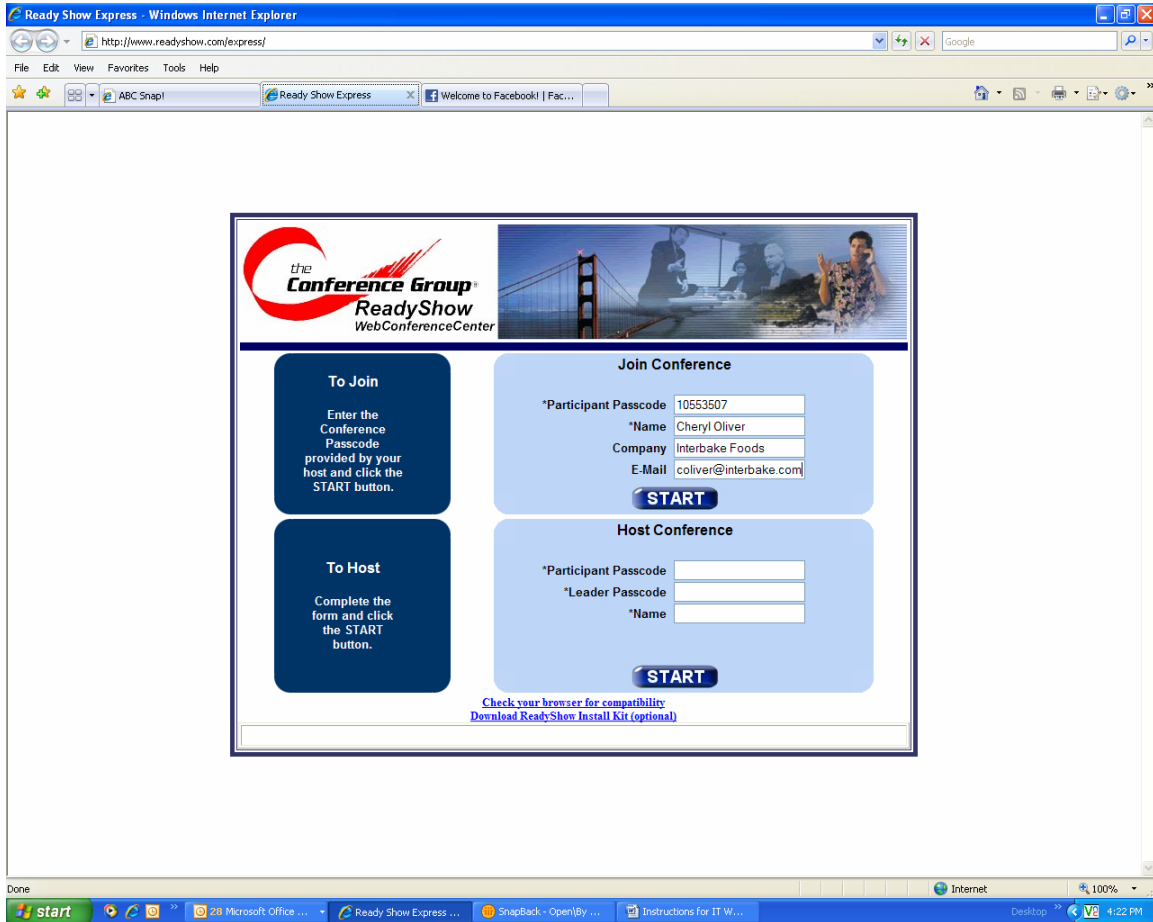 Ready Show Express - Windows Internet Explorer
http://www.readyshow.com/express/
Google
File Edit View Favorites Tools Help
ABC Snap!
Ready Show Express
Welcome to Facebook! | Fac...
the
Conference Group®
ReadyShow
WebConferenceCenter
To Join
Enter the
Conference
Passcode
provided by your
host and click the
START button.
Join Conference
*Participant Passcode 10553507
*Name Cheryl Oliver
Company Interbake Foods
E-Mail coliver@interbake.com
START
To Host
Complete the
form and click
the START
button.
Host Conference
*Participant Passcode
*Leader Passcode
*Name
START
Check your browser for compatibility
Download ReadyShow Install Kit (optional)
Done
Internet
100%
start
28 Microsoft Office ...
Ready Show Express ...
SnapBack - Open\By ...
Instructions for IT W...
Desktop
4:22 PM